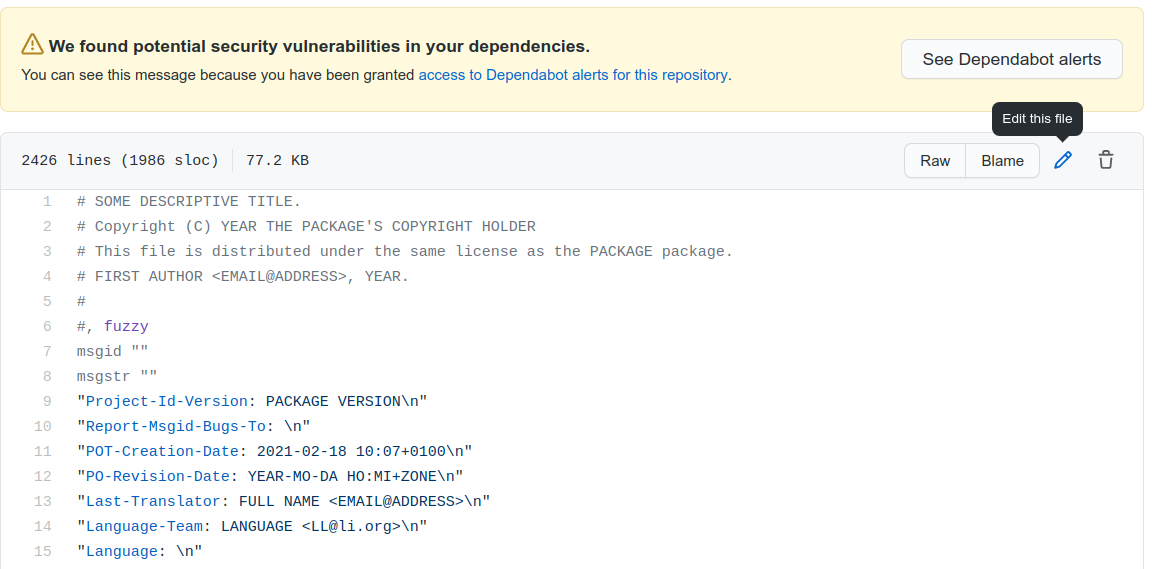 We found potential security vulnerabilities in your dependencies.
You can see this message because you have been granted access to Dependabot alerts for this repository.
See Dependabot alerts
Edit this file
2426 lines (1986 sloc) 77.2 KB
Raw Blame
1 # SOME DESCRIPTIVE TITLE.
2 # Copyright (C) YEAR THE PACKAGE'S COPYRIGHT HOLDER
3 # This file is distributed under the same license as the PACKAGE package.
4 # FIRST AUTHOR <EMAIL@ADDRESS>, YEAR.
5 #
6 #, fuzzy
7 msgid ""
8 msgstr ""
9 "Project-Id-Version: PACKAGE VERSION\n"
10 "Report-Msgid-Bugs-To: \n"
11 "POT-Creation-Date: 2021-02-18 10:07+0100\n"
12 "PO-Revision-Date: YEAR-MO-DA HO:MI+ZONE\n"
13 "Last-Translator: FULL NAME <EMAIL@ADDRESS>\n"
14 "Language-Team: LANGUAGE <LL@li.org>\n"
15 "Language: \n"